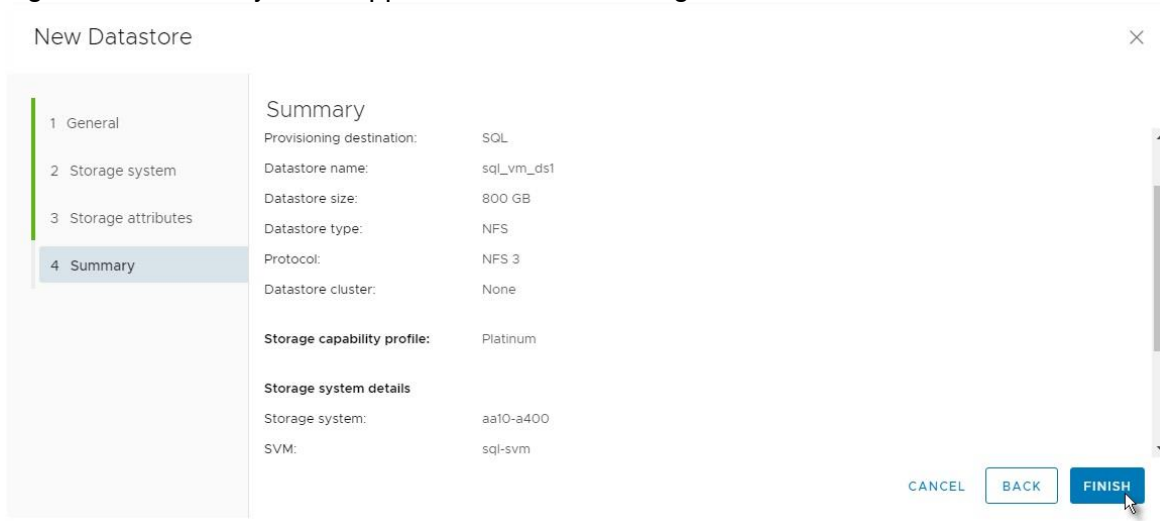 New Datastore
1 General
2 Storage system
3 Storage attributes
4 Summary
Summary
Provisioning destination: SQL
Datastore name: sql_vm_ds1
Datastore size: 800 GB
Datastore type: NFS
Protocol: NFS 3
Datastore cluster: None
Storage capability profile: Platinum
Storage system details
Storage system: aa10-a400
SVM: sql-svm
CANCEL BACK FINISH